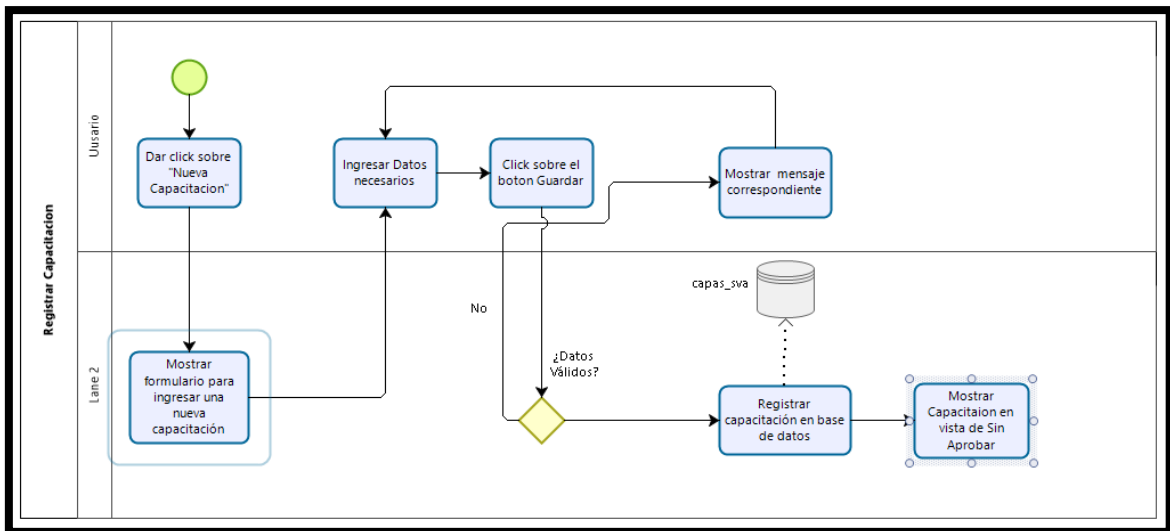 Registrar Capacitacion
Uusario
Dar click sobre
"Nueva
Capacitacion"
Ingresar Datos
necesarios
Click sobre el
boton Guardar
Mostrar mensaje
correspondiente
Lane 2
Mostrar
formulario para
ingresar una
nueva
capacitación
No
¿Datos
Válidos?
capas_sva
Registrar
capacitación en base
de datos
Mostrar
Capacitaion en
vista de Sin
Aprobar